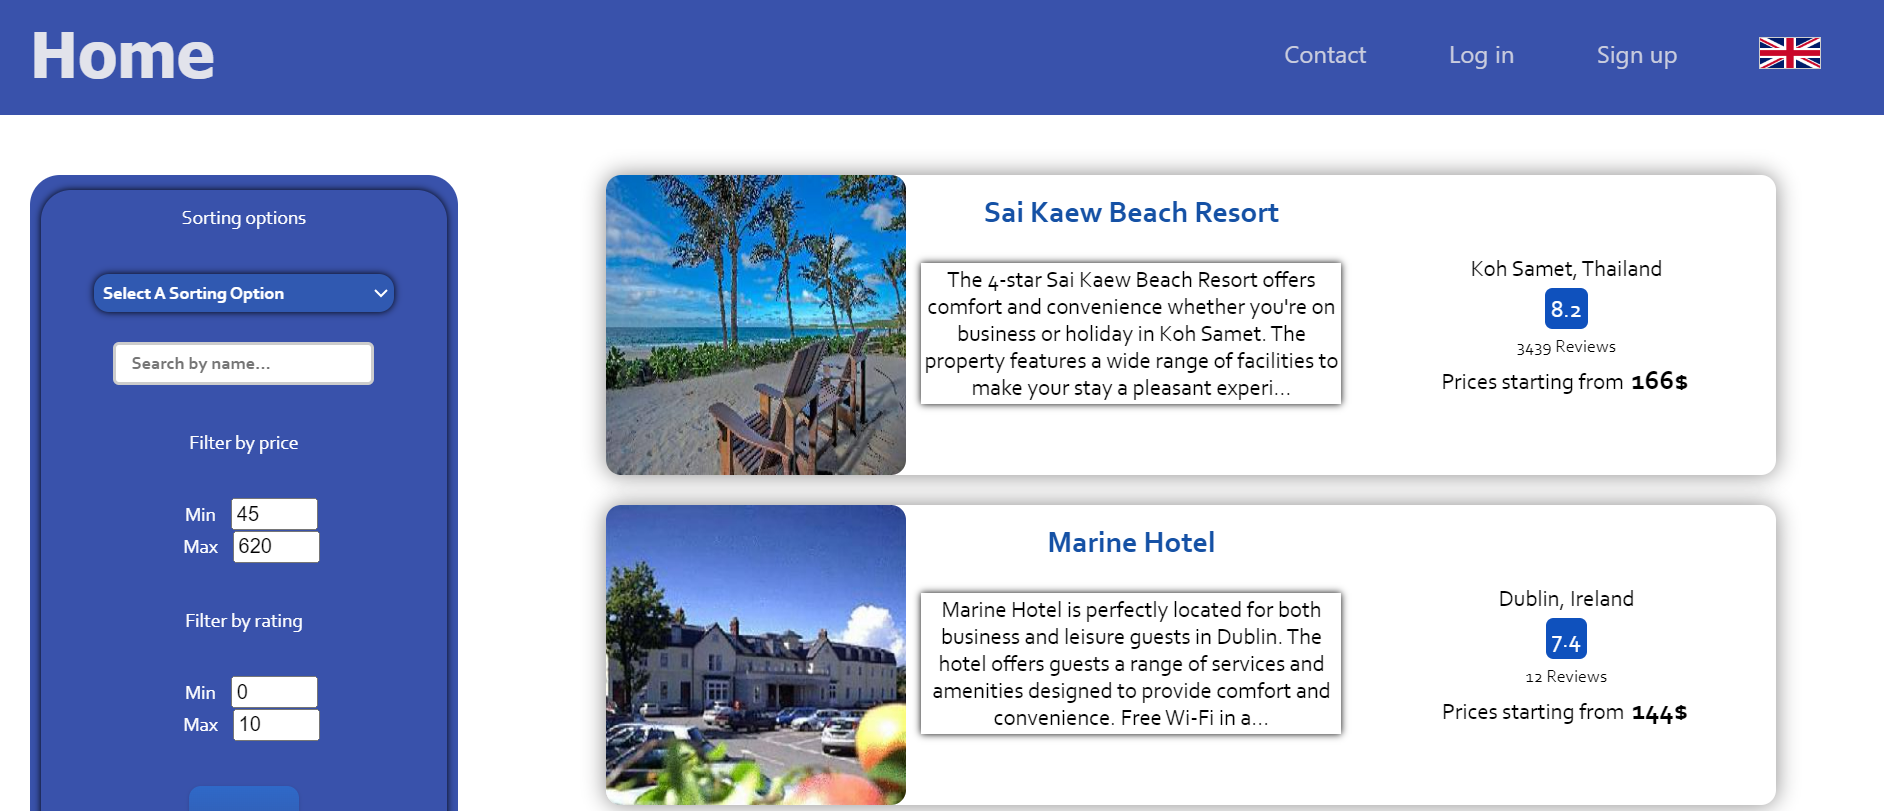 Home
Contact
Log in
Sign up
Sorting options
Select A Sorting Option
Search by name...
Filter by price
Min 45
Max 620
Filter by rating
Min 0
Max 10
Sai Kaew Beach Resort
The 4-star Sai Kaew Beach Resort offers
comfort and convenience whether you're on
business or holiday in Koh Samet. The
property features a wide range of facilities to
make your stay a pleasant experi...
Koh Samet, Thailand
8.2
3439 Reviews
Prices starting from 166$
Marine Hotel
Marine Hotel is perfectly located for both
business and leisure guests in Dublin. The
hotel offers guests a range of services and
amenities designed to provide comfort and
convenience. Free Wi-Fi in a...
Dublin, Ireland
7.4
12 Reviews
Prices starting from 144$